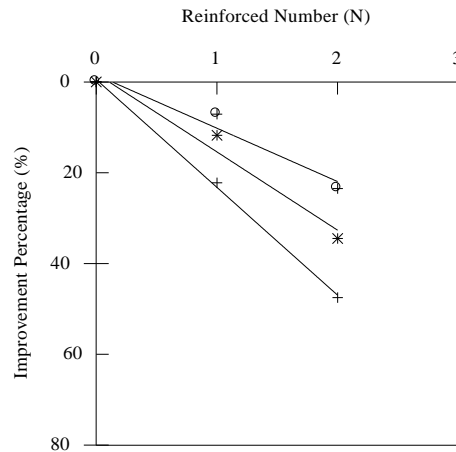 Reinforced Number (N)
0 1 2 3
0
20
40
60
80
Improvement Percentage (%)